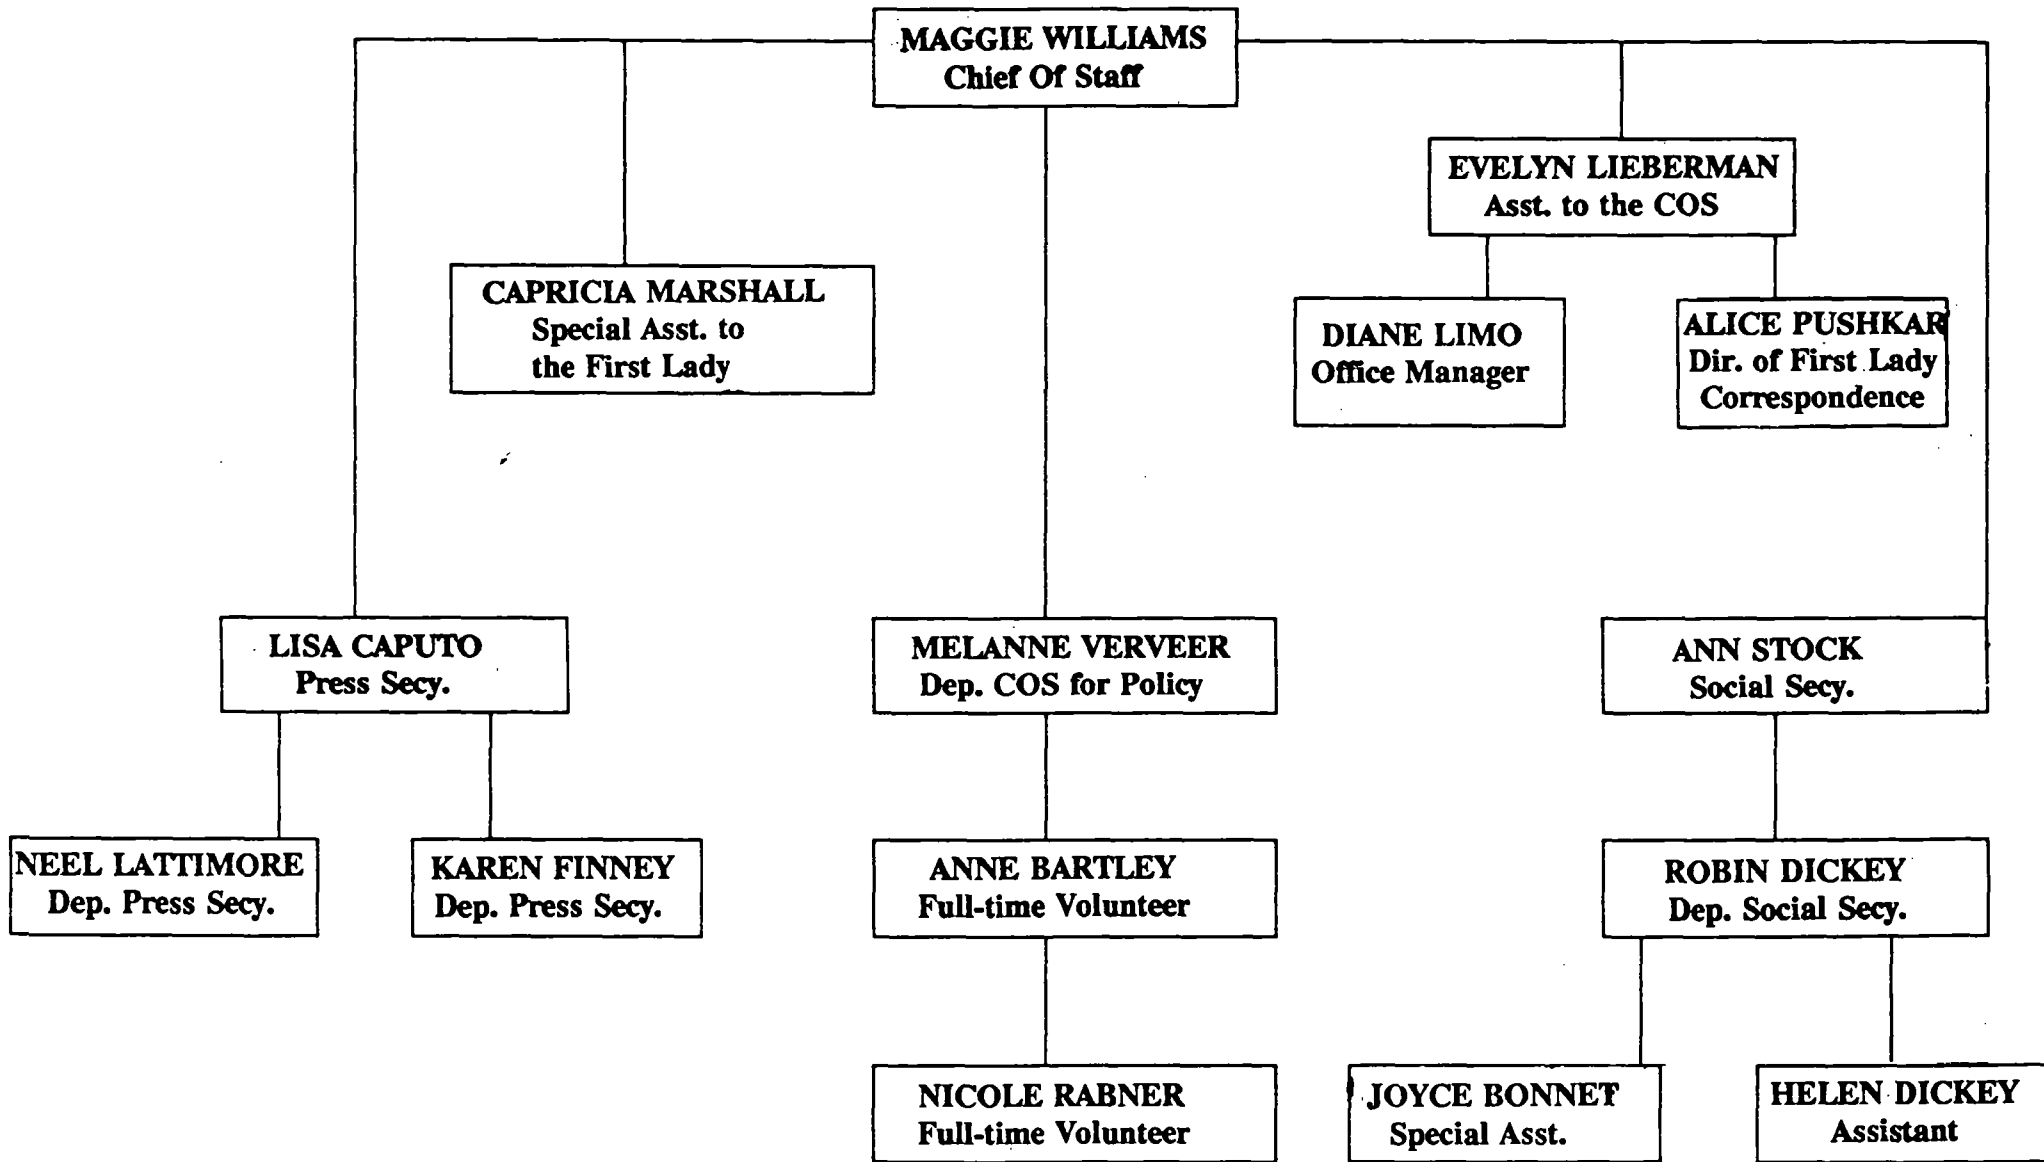 MAGGIE WILLIAMS
Chief Of Staff
EVELYN LIEBERMAN
Asst. to the COS
CAPRICIA MARSHALL
Special Asst. to
the First Lady
DIANE LIMO
Office Manager
ALICE PUSHKAR
Dir. of First Lady
Correspondence
LISA CAPUTO
Press Secy.
MELANNE VERVEER
Dep. COS for Policy
ANN STOCK
Social Secy.
NEEL LATTIMORE
Dep. Press Secy.
KAREN FINNEY
Dep. Press Secy.
ANNE BARTLEY
Full-time Volunteer
ROBIN DICKEY
Dep. Social Secy.
NICOLE RABNER
Full-time Volunteer
JOYCE BONNET
Special Asst.
HELEN DICKEY
Assistant